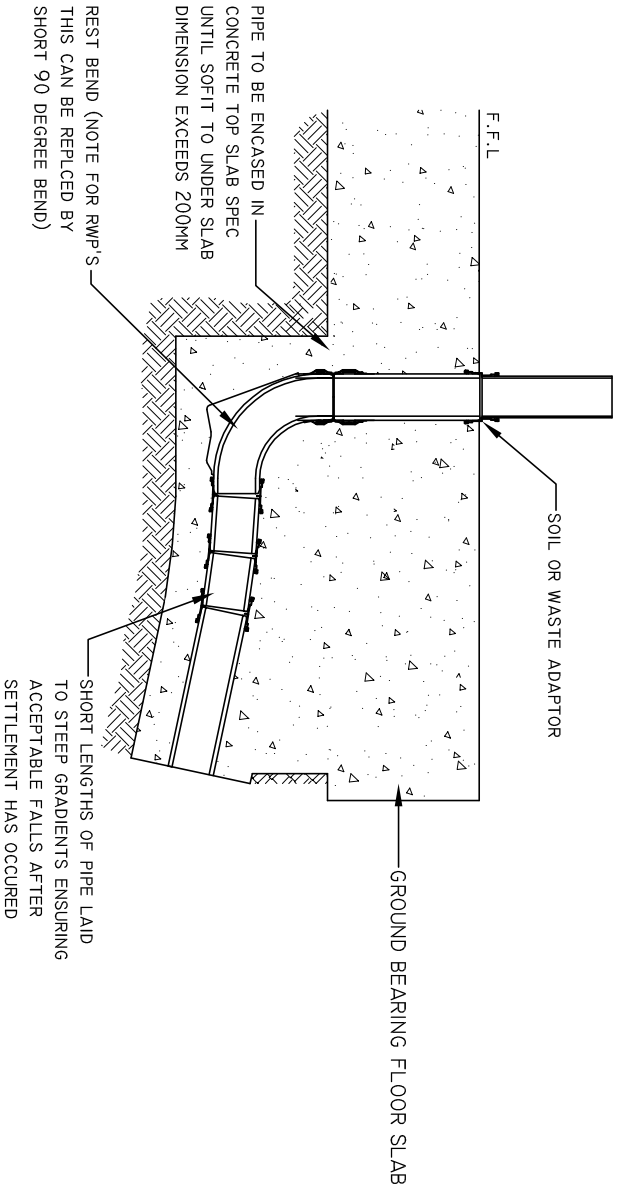 F.F.L
SOIL OR WASTE ADAPTOR
GROUND BEARING FLOOR SLAB
PIPE TO BE ENCASED IN
CONCRETE TOP SLAB SPEC
UNTIL SOFIT TO UNDER SLAB
DIMENSION EXCEEDS 200MM
REST BEND (NOTE FOR RWP'S
THIS CAN BE REPLCED BY
SHORT 90 DEGREE BEND)
SHORT LENGTHS OF PIPE LAID
TO STEEP GRADIENTS ENSURING
ACCEPTABLE FALLS AFTER
SETTLEMENT HAS OCCURED